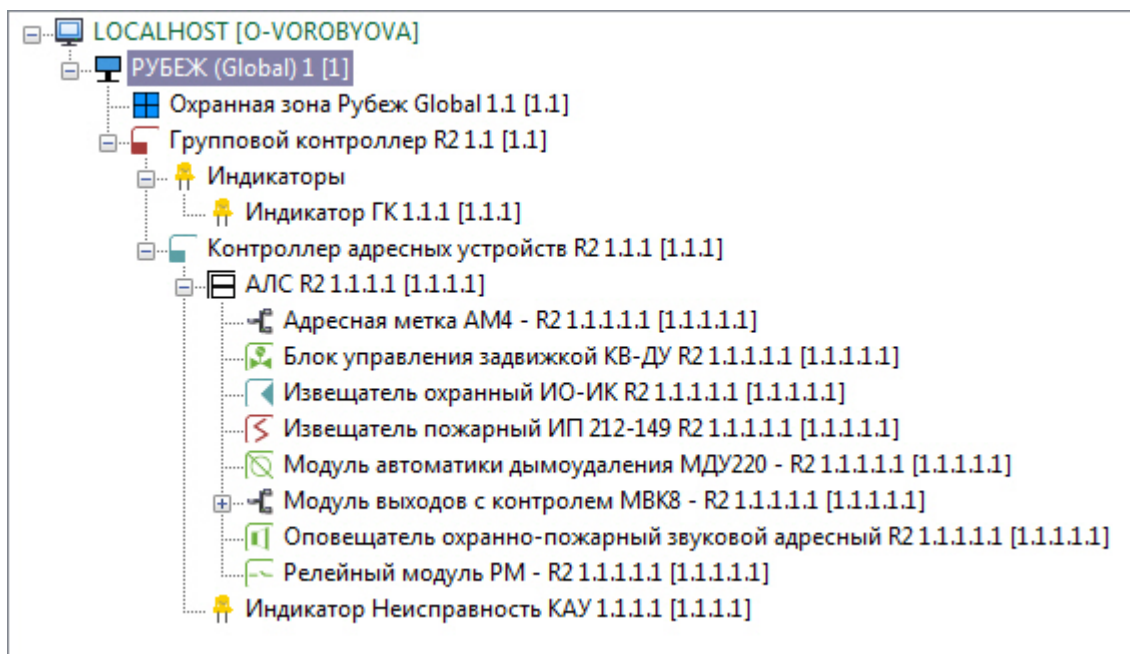 LOCALHOST [O-VOROBYOVA]
РУБЕЖ (Global) 1 [1]
Охранная зона Рубеж Global 1.1 [1.1]
Групповой контроллер R2 1.1 [1.1]
Индикаторы
Индикатор ГК 1.1.1 [1.1.1]
Контроллер адресных устройств R2 1.1.1 [1.1.1]
АЛС R2 1.1.1.1 [1.1.1.1]
Адресная метка АМ4 - R2 1.1.1.1.1 [1.1.1.1.1]
Блок управления задвижкой КВ-ДУ R2 1.1.1.1.1 [1.1.1.1.1]
Извещатель охранный ИО-ИК R2 1.1.1.1.1 [1.1.1.1.1]
Извещатель пожарный ИП 212-149 R2 1.1.1.1.1 [1.1.1.1.1]
Модуль автоматики дымоудаления МДУ220 - R2 1.1.1.1.1 [1.1.1.1.1]
Модуль выходов с контролем МВК8 - R2 1.1.1.1.1 [1.1.1.1.1]
Оповещатель охранно-пожарный звуковой адресный R2 1.1.1.1.1 [1.1.1.1.1]
Релейный модуль РМ - R2 1.1.1.1.1 [1.1.1.1.1]
Индикатор Неисправность КАУ 1.1.1.1 [1.1.1.1]